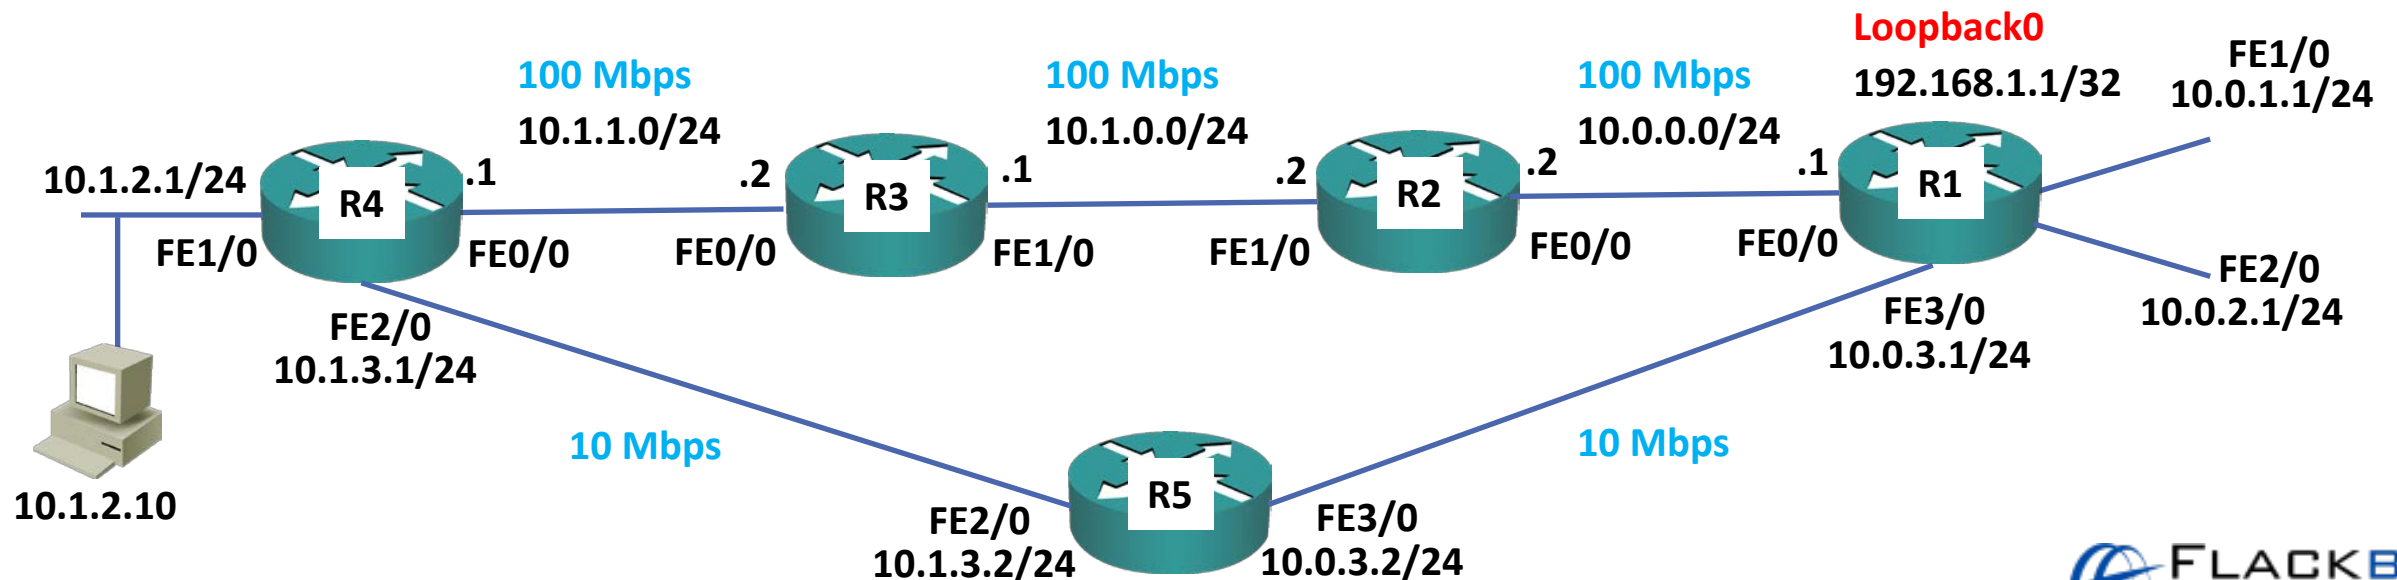 Loopback0
192.168.1.1/32
FE1/0
10.0.1.1/24
100 Mbps
10.1.1.0/24
100 Mbps
10.1.0.0/24
100 Mbps
10.0.0.0/24
10.1.2.1/24
R4
.1
.2
R3
.1
.2
R2
.2
.1
R1
FE1/0
FE0/0
FE0/0
FE1/0
FE1/0
FE0/0
FE0/0
FE2/0
10.0.2.1/24
FE2/0
10.1.3.1/24
FE3/0
10.0.3.1/24
10 Mbps
10 Mbps
10.1.2.10
R5
FE2/0
10.1.3.2/24
FE3/0
10.0.3.2/24
FLACKB